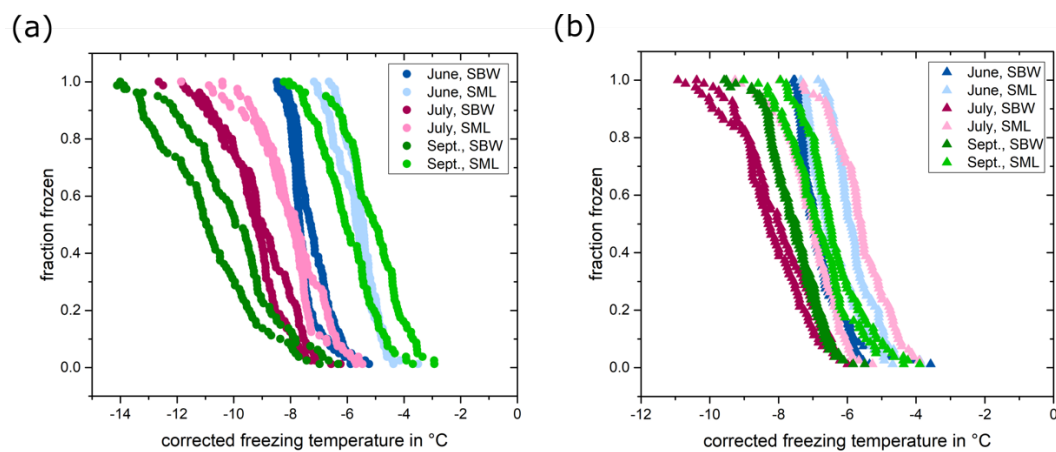 (a)
fraction frozen
1.0
0.8
0.6
0.4
0.2
0.0
June, SBW
June, SML
July, SBW
July, SML
Sept., SBW
Sept., SML
-14 -12 -10 -8 -6 -4 -2 0
corrected freezing temperature in °C
(b)
fraction frozen
1.0
0.8
0.6
0.4
0.2
0.0
June, SBW
June, SML
July, SBW
July, SML
Sept., SBW
Sept., SML
-12 -10 -8 -6 -4 -2 0
corrected freezing temperature in °C